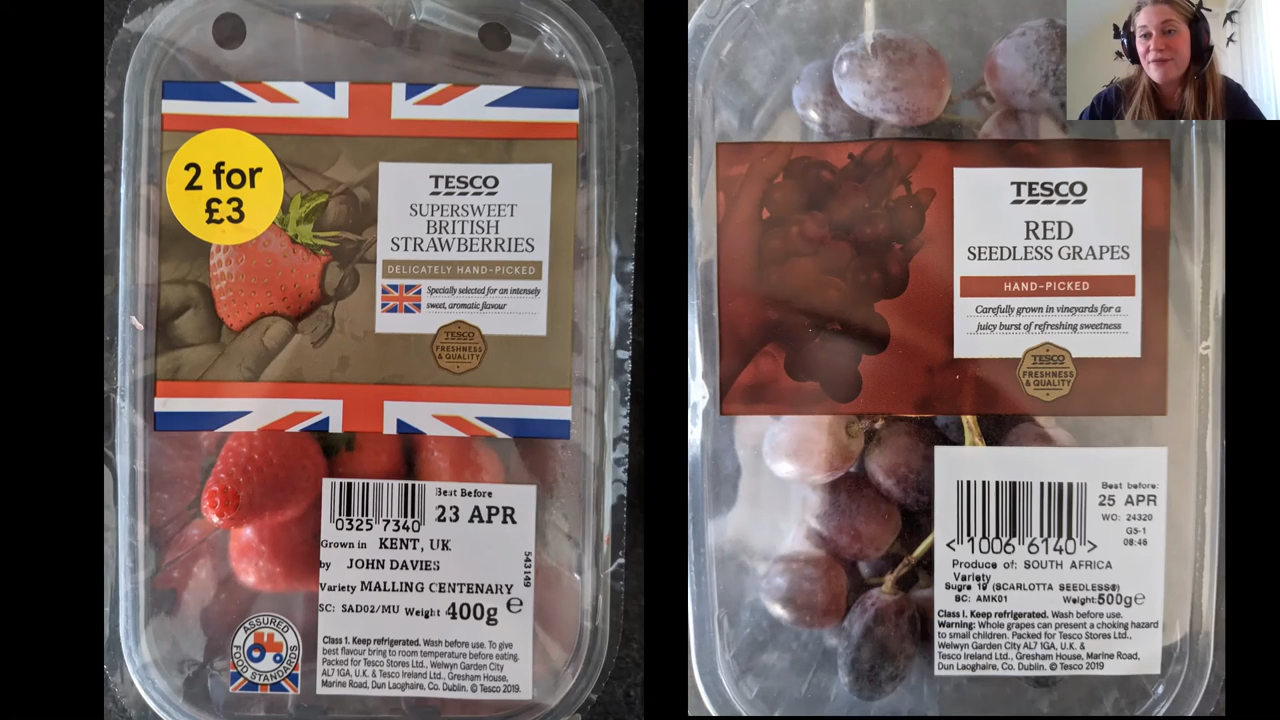 2 for
£3
TESCO
SUPERSWEET
BRITISH
STRAWBERRIES
DELICATELY HAND-PICKED
Specially selected for an intensely
sweet, aromatic flavour
TESCO
FRESHNESS
& QUALITY
0325 7340
Best Before
23 APR
Grown in KENT, UK
by JOHN DAVIES
Variety MALLING CENTENARY
SC: SAD02/MU Weight 400g e
543149
Class 1. Keep refrigerated. Wash before use. To give
best flavour bring to room temperature before eating.
Packed for Tesco Stores Ltd., Welwyn Garden City
AL7 1GA, U.K. & Tesco Ireland Ltd., Gresham House,
Marine Road, Dun Laoghaire, Co. Dublin. © Tesco 2019.
ASSURED
FOOD STANDARDS
TESCO
RED
SEEDLESS GRAPES
HAND-PICKED
Carefully grown in vineyards for a
juicy burst of refreshing sweetness
TESCO
FRESHNESS
& QUALITY
Best before:
25 APR
WO: 24320
G5-1
08:46
<1006 6140>
Produce of: SOUTH AFRICA
Variety
Sugra 19 (SCARLOTTA SEEDLESS®)
SC: AMK01 Weight:500g e
Class I. Keep refrigerated. Wash before use.
Warning: Whole grapes can present a choking hazard
to small children. Packed for Tesco Stores Ltd.,
Welwyn Garden City, AL7 1GA, U.K. &
Tesco Ireland Ltd., Gresham House, Marine Road,
Dun Laoghaire, Co. Dublin. © Tesco 2019